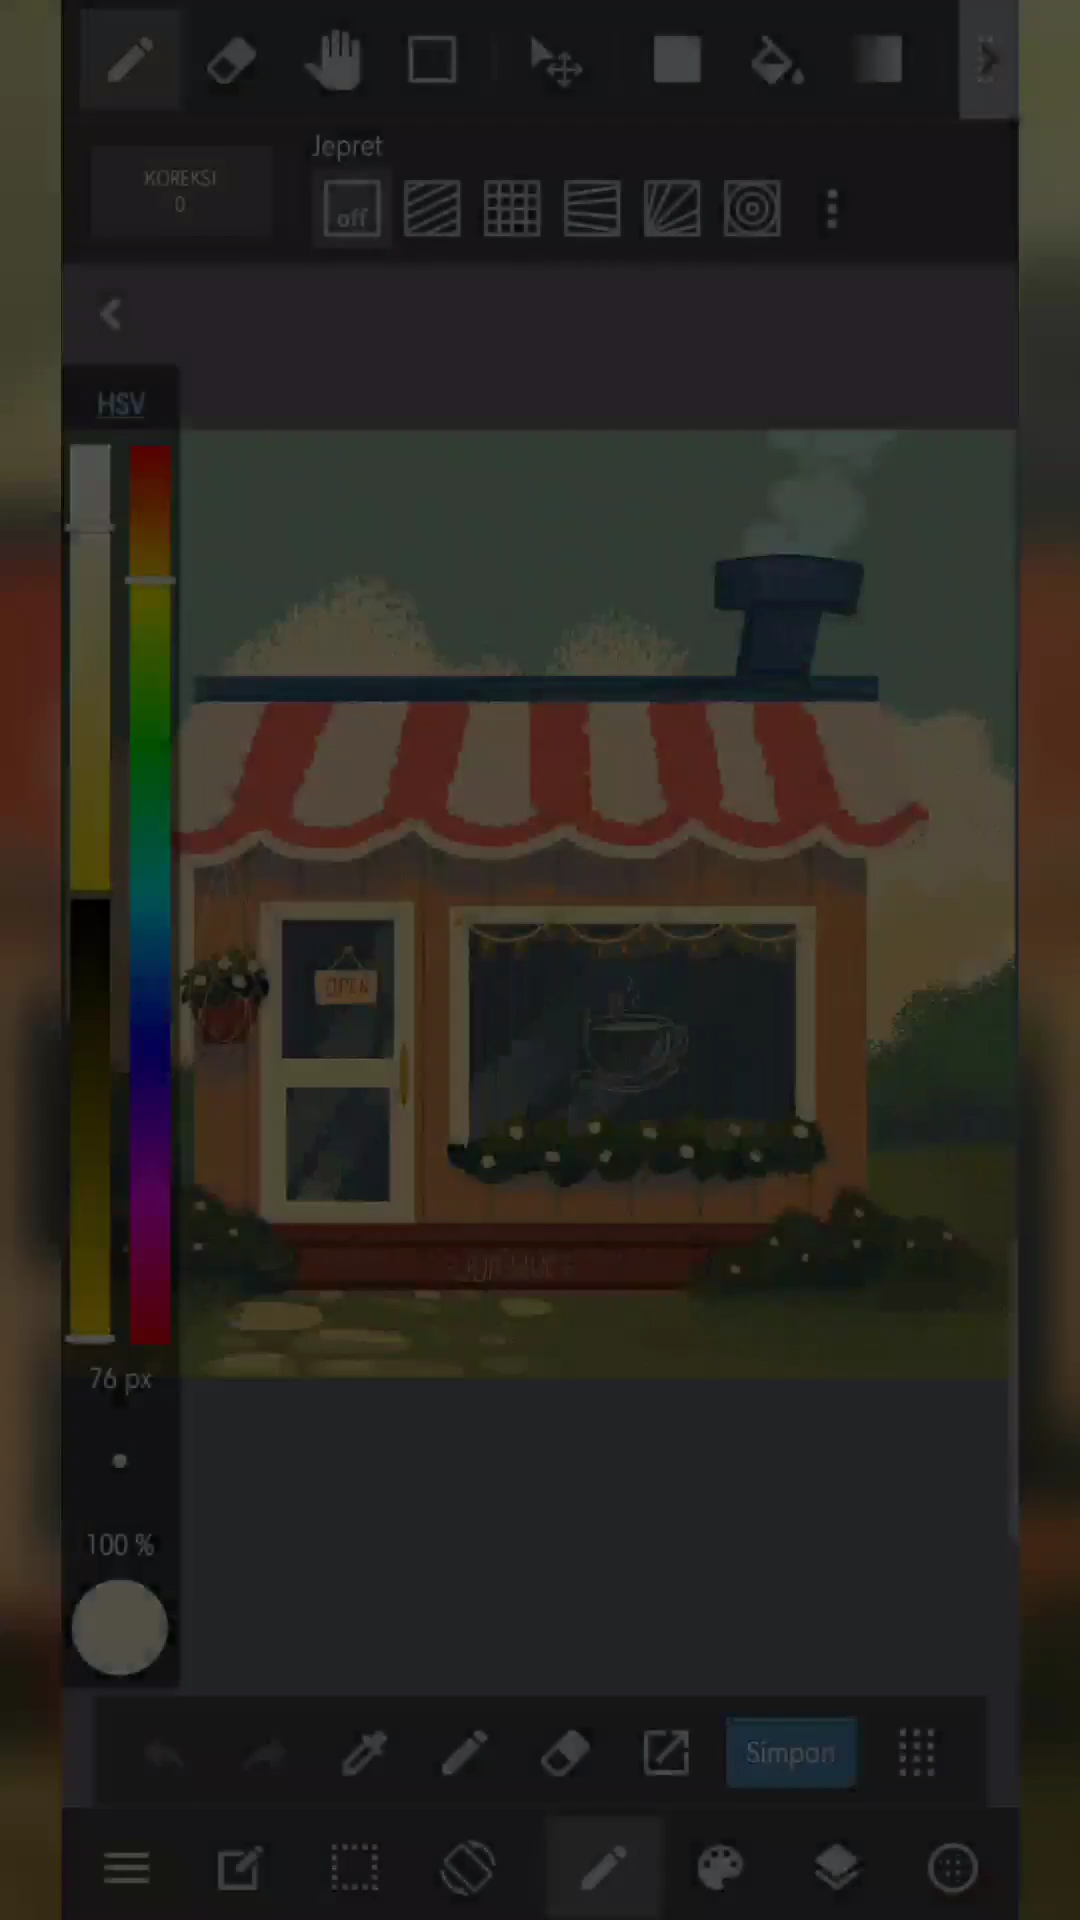 Jepret
KOREKSI
0
off
HSV
OPEN
76 px
100 %
Simpan